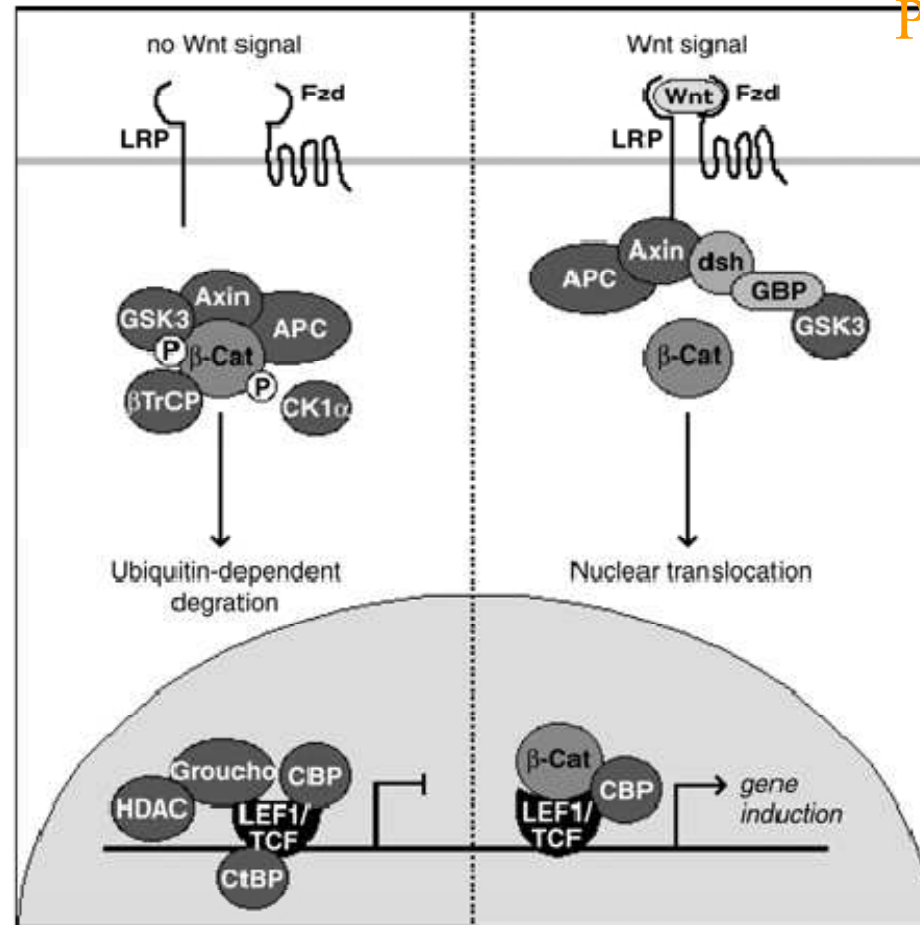 P
no Wnt signal
Fzd
LRP
GSK3
Axin
APC
P
β-Cat
P
βTrCP
CK1α
Ubiquitin-dependent
degration
Groucho
CBP
HDAC
LEF1/
TCF
CtBP
Wnt signal
Wnt
Fzd
LRP
APC
Axin
dsh
GBP
GSK3
β-Cat
Nuclear translocation
β-Cat
CBP
LEF1/
TCF
gene
induction